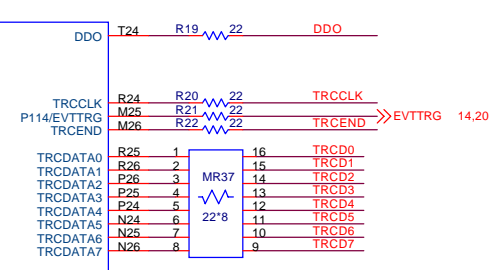 DDO T24 R19 22 DDO
TRCCLK R24 R20 22 TRCCLK
P114/EVTTRG M25 R21 22 EVTTRG 14,20
TRCEND M26 R22 22 TRCEND
TRCDATA0 R25 1 16 TRCD0
TRCDATA1 R26 2 15 TRCD1
TRCDATA2 P26 3 MR37 14 TRCD2
TRCDATA3 P25 4 13 TRCD3
TRCDATA4 P24 5 12 TRCD4
TRCDATA5 N24 6 22*8 11 TRCD5
TRCDATA6 N25 7 10 TRCD6
TRCDATA7 N26 8 9 TRCD7